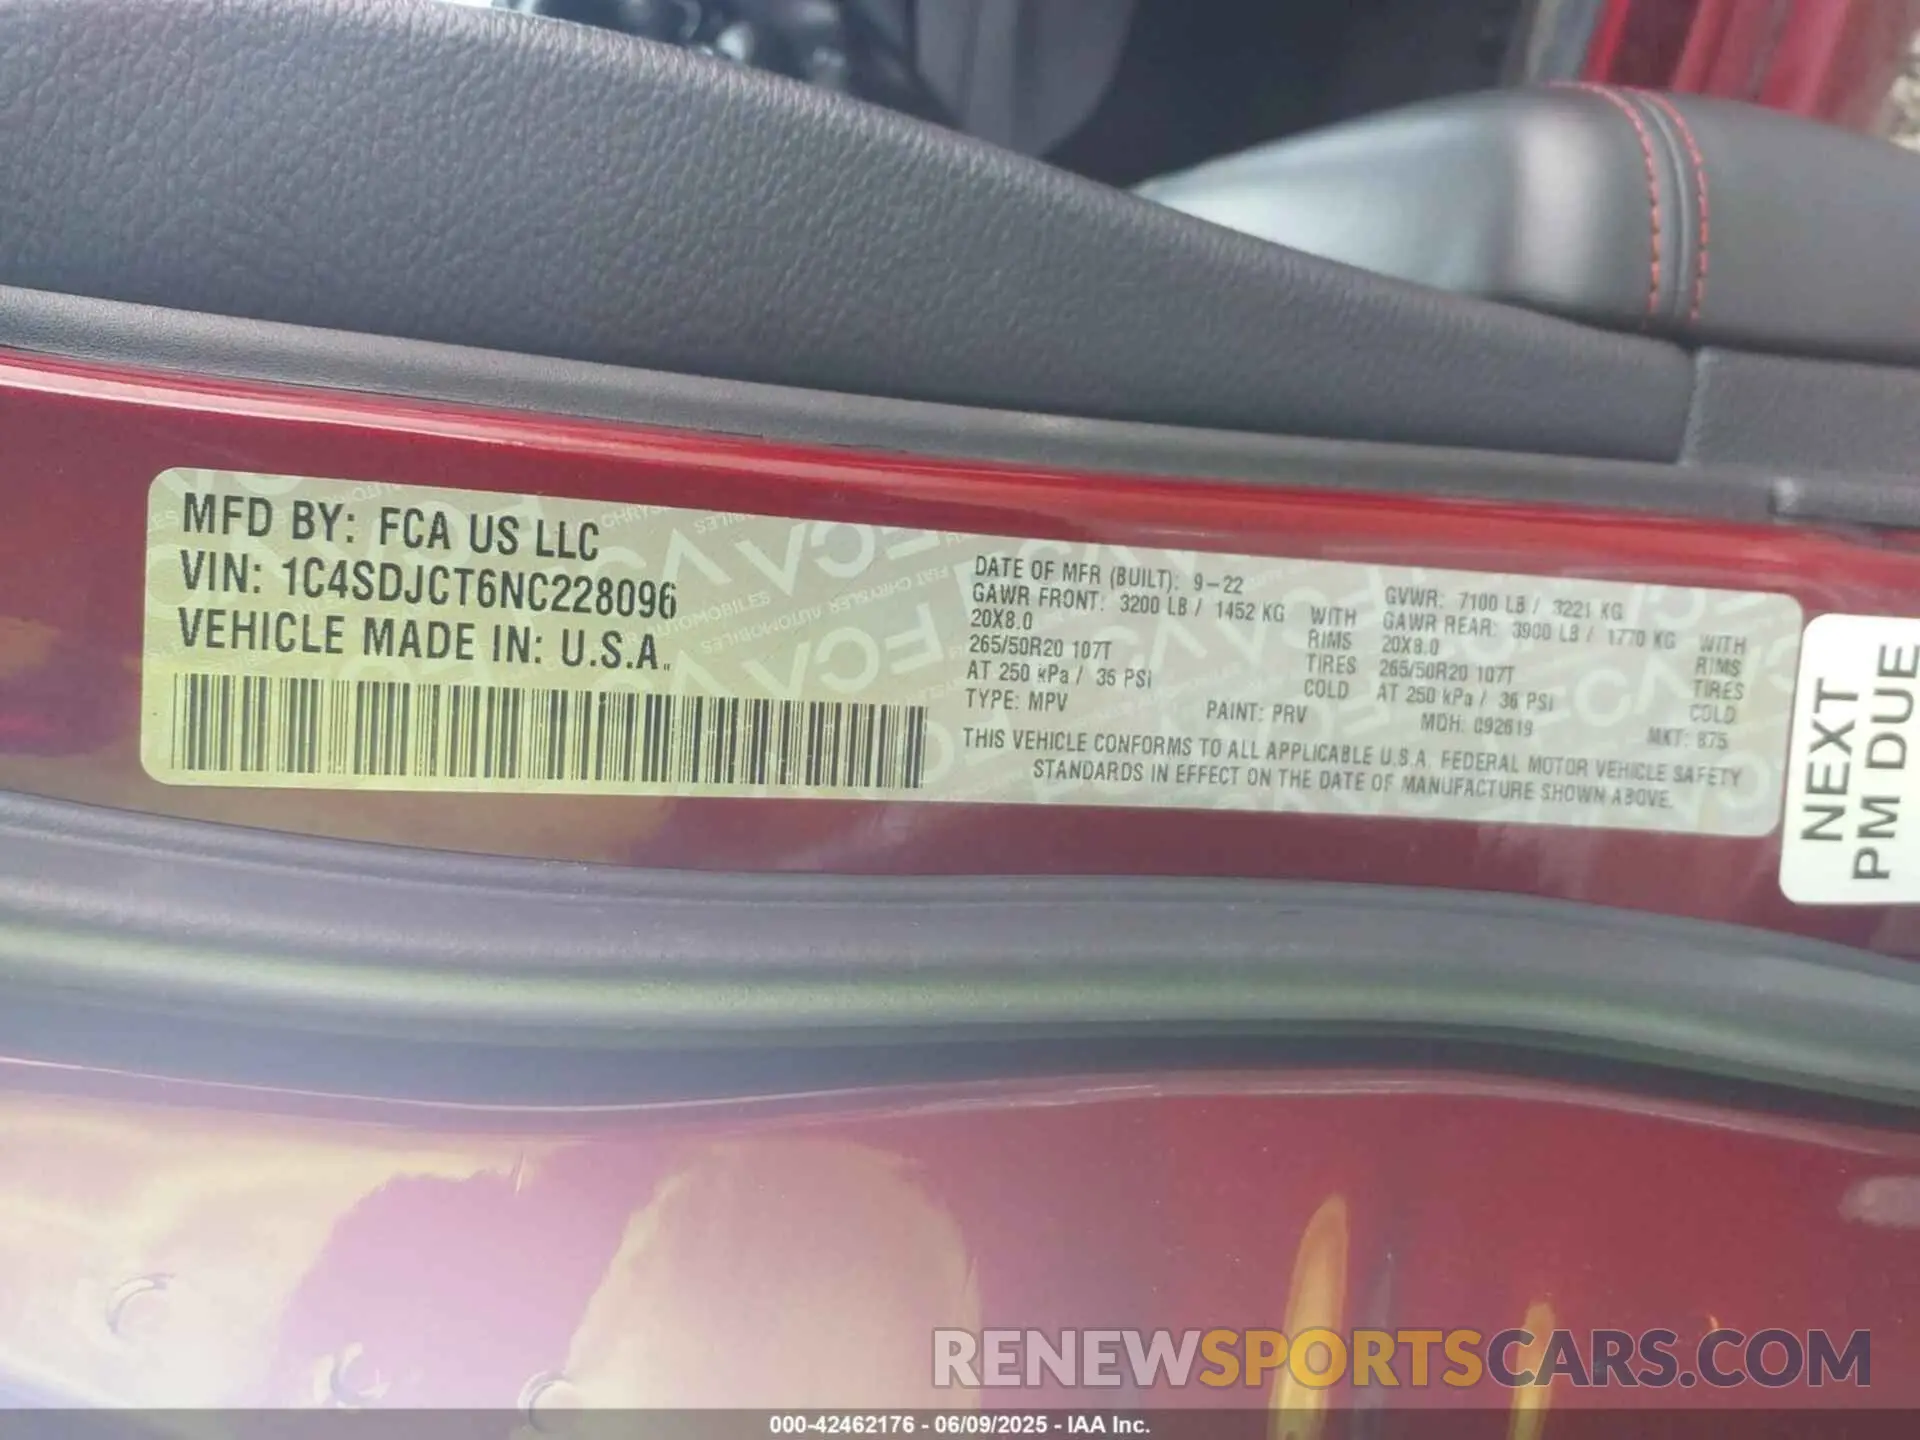 MFD BY: FCA US LLC
VIN: 1C4SDJCT6NC228096
VEHICLE MADE IN: U.S.A.
DATE OF MFR (BUILT): 9-22
GAWR FRONT: 3200 LB / 1452 KG WITH
20X8.0 RIMS
265/50R20 107T TIRES
AT 250 kPa / 36 PSI COLD
TYPE: MPV PAINT: PRV
GVWR: 7100 LB / 3221 KG
GAWR REAR: 3900 LB / 1770 KG WITH
20X8.0 RIMS
265/50R20 107T TIRES
AT 250 kPa / 36 PSI COLD
MDH: 092619 MKT: 875
THIS VEHICLE CONFORMS TO ALL APPLICABLE U.S.A. FEDERAL MOTOR VEHICLE SAFETY
STANDARDS IN EFFECT ON THE DATE OF MANUFACTURE SHOWN ABOVE.
NEXT
PM DUE
RENEWSPORTSCARS.COM
000-42462176 - 06/09/2025 - IAA Inc.